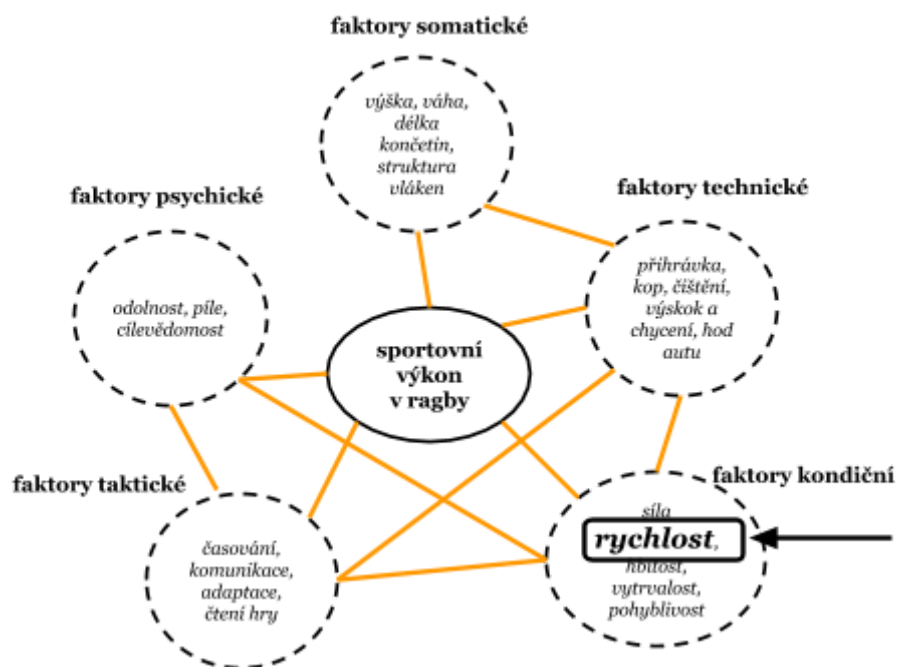 faktory somatické
výška, váha,
délka
končetin,
struktura
vláken
faktory technické
přihrávka,
kop, čištění,
výskok a
chycení, hod
autu
faktory psychické
odolnost, píle,
cílevědomost
sportovní
výkon
v ragby
faktory taktické
časování,
komunikace,
adaptace,
čtení hry
faktory kondiční
síla
rychlost,
hbitost,
vytrvalost,
pohyblivost